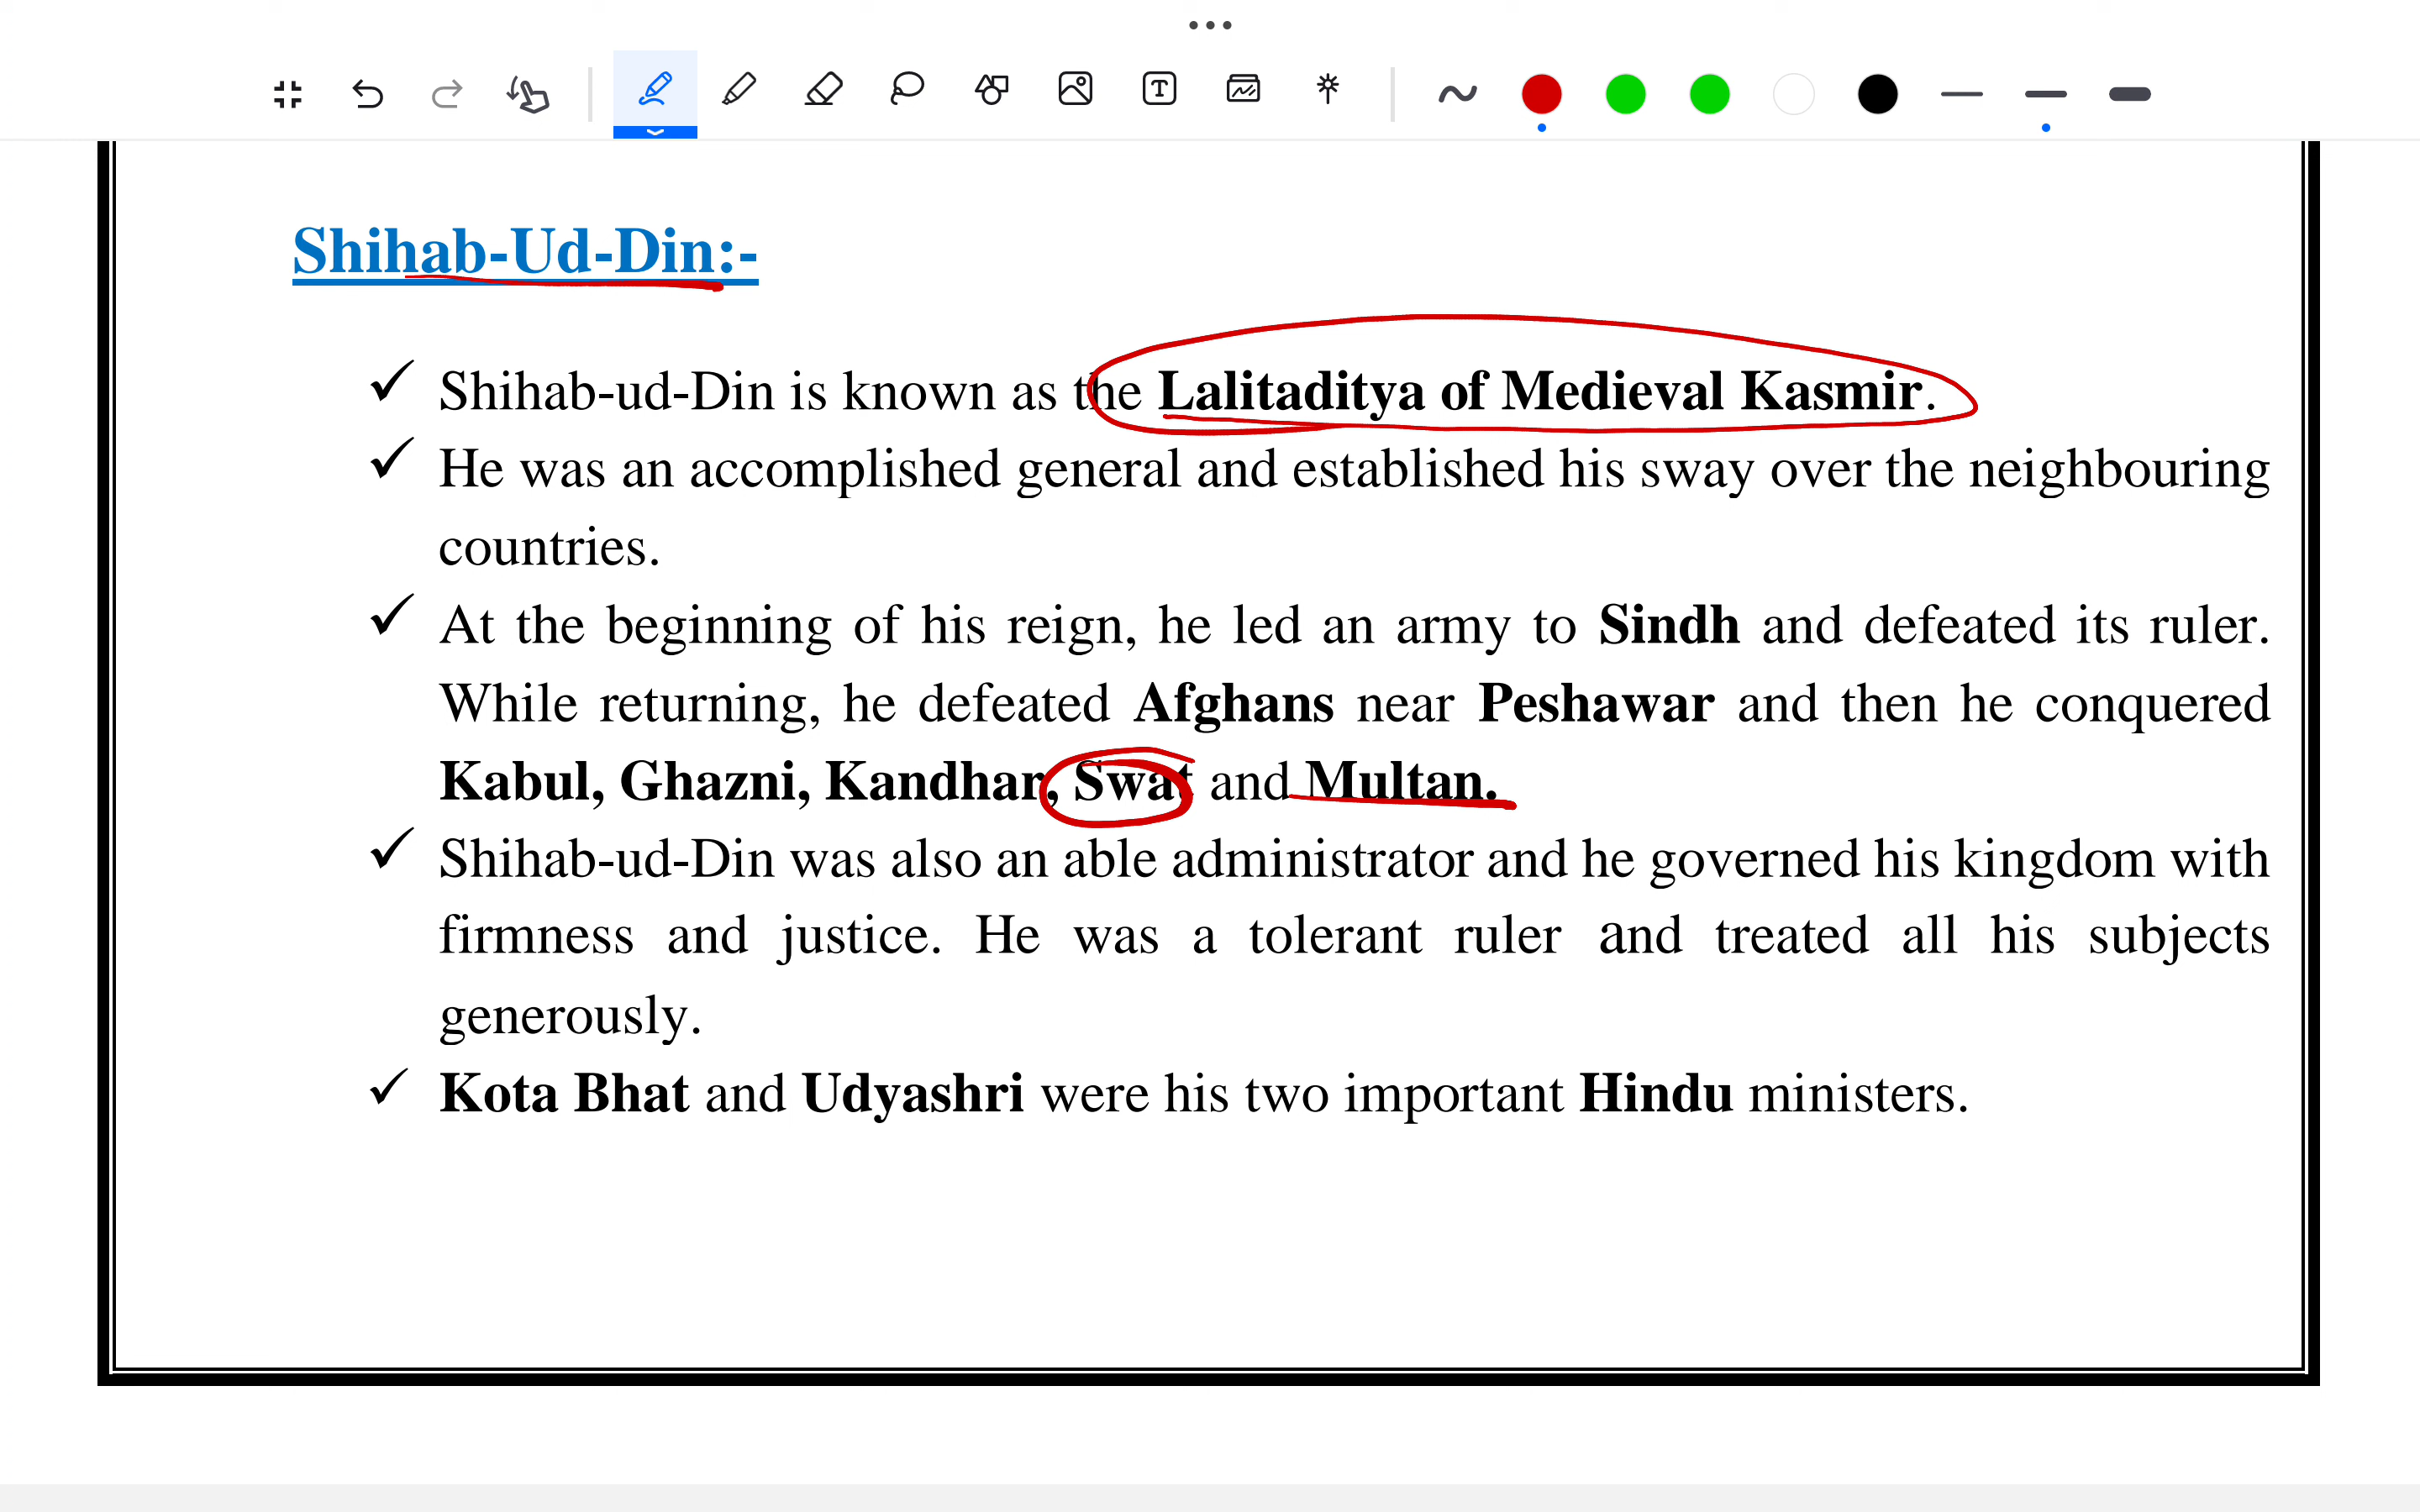 Shihab-Ud-Din:-
✓ Shihab-ud-Din is known as the Lalitaditya of Medieval Kasmir.
✓ He was an accomplished general and established his sway over the neighbouring
countries.
✓ At the beginning of his reign, he led an army to Sindh and defeated its ruler.
While returning, he defeated Afghans near Peshawar and then he conquered
Kabul, Ghazni, Kandhar, Swat and Multan.
✓ Shihab-ud-Din was also an able administrator and he governed his kingdom with
firmness and justice. He was a tolerant ruler and treated all his subjects
generously.
✓ Kota Bhat and Udyashri were his two important Hindu ministers.